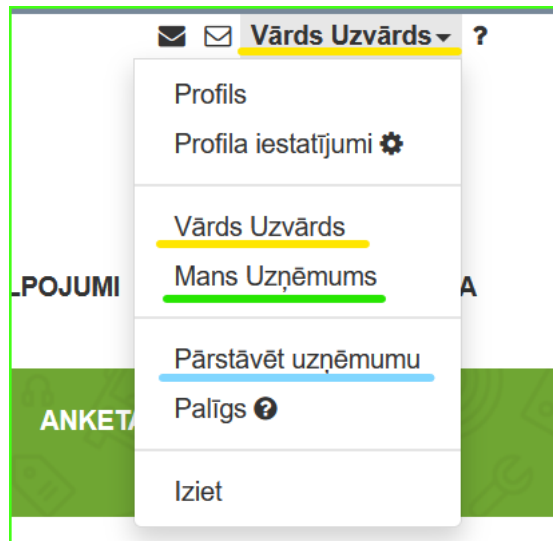 Vārds Uzvārds ?
Profils
Profila iestatījumi
Vārds Uzvārds
LPOJUMI Mans Uzņēmums A
Pārstāvēt uzņēmumu
Palīgs ?
ANKETA
Iziet